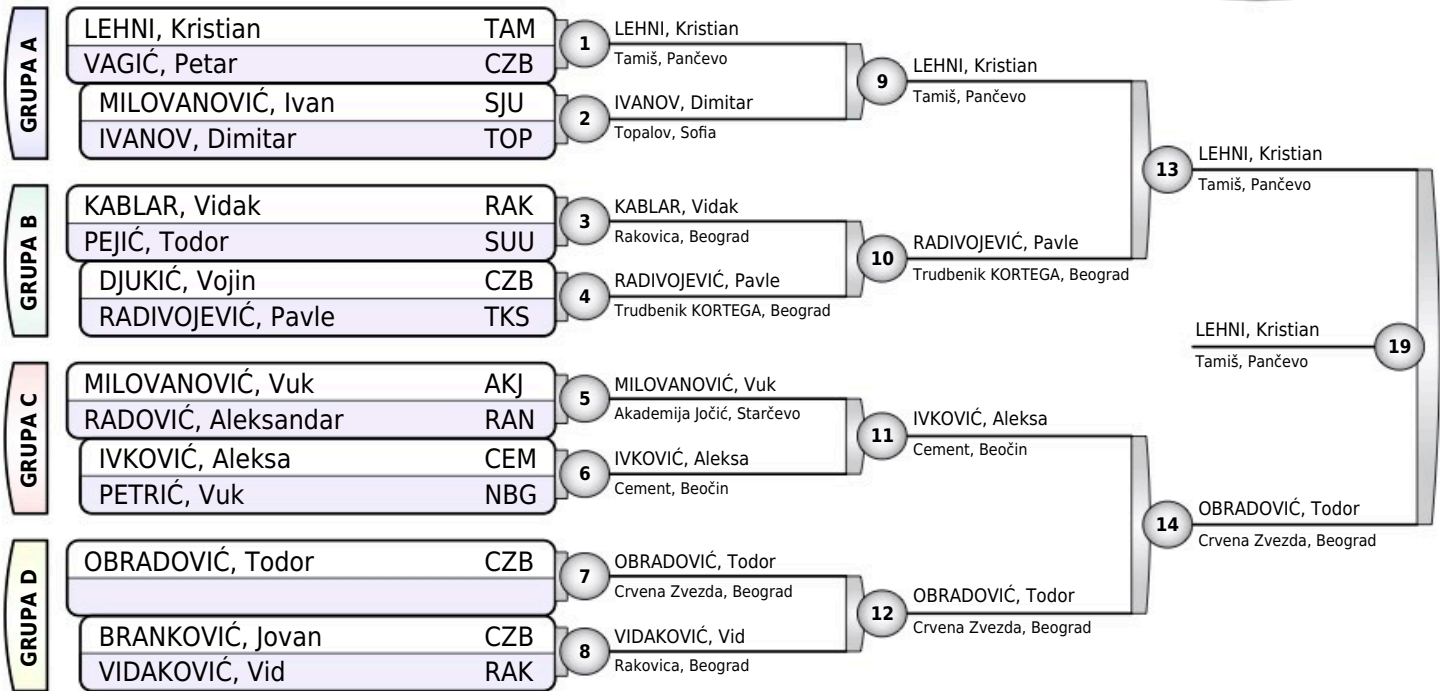 GRUPA A
LEHNI, Kristian TAM
VAGIĆ, Petar CZB
MILOVANOVIĆ, Ivan SJU
IVANOV, Dimitar TOP
GRUPA B
KABLAR, Vidak RAK
PEJIĆ, Todor SUU
DJUKIĆ, Vojin CZB
RADIVOJEVIĆ, Pavle TKS
GRUPA C
MILOVANOVIĆ, Vuk AKJ
RADOVIĆ, Aleksandar RAN
IVKOVIĆ, Aleksa CEM
PETRIĆ, Vuk NBG
GRUPA D
OBRADOVIĆ, Todor CZB
BRANKOVIĆ, Jovan CZB
VIDAKOVIĆ, Vid RAK
1
LEHNI, Kristian
Tamiš, Pančevo
2
IVANOV, Dimitar
Topalov, Sofia
3
KABLAR, Vidak
Rakovica, Beograd
4
RADIVOJEVIĆ, Pavle
Trudbenik KORTEGA, Beograd
5
MILOVANOVIĆ, Vuk
Akademija Jočić, Starčevo
6
IVKOVIĆ, Aleksa
Cement, Beočin
7
OBRADOVIĆ, Todor
Crvena Zvezda, Beograd
8
VIDAKOVIĆ, Vid
Rakovica, Beograd
9
LEHNI, Kristian
Tamiš, Pančevo
10
RADIVOJEVIĆ, Pavle
Trudbenik KORTEGA, Beograd
11
IVKOVIĆ, Aleksa
Cement, Beočin
12
OBRADOVIĆ, Todor
Crvena Zvezda, Beograd
13
LEHNI, Kristian
Tamiš, Pančevo
14
OBRADOVIĆ, Todor
Crvena Zvezda, Beograd
LEHNI, Kristian
Tamiš, Pančevo
19